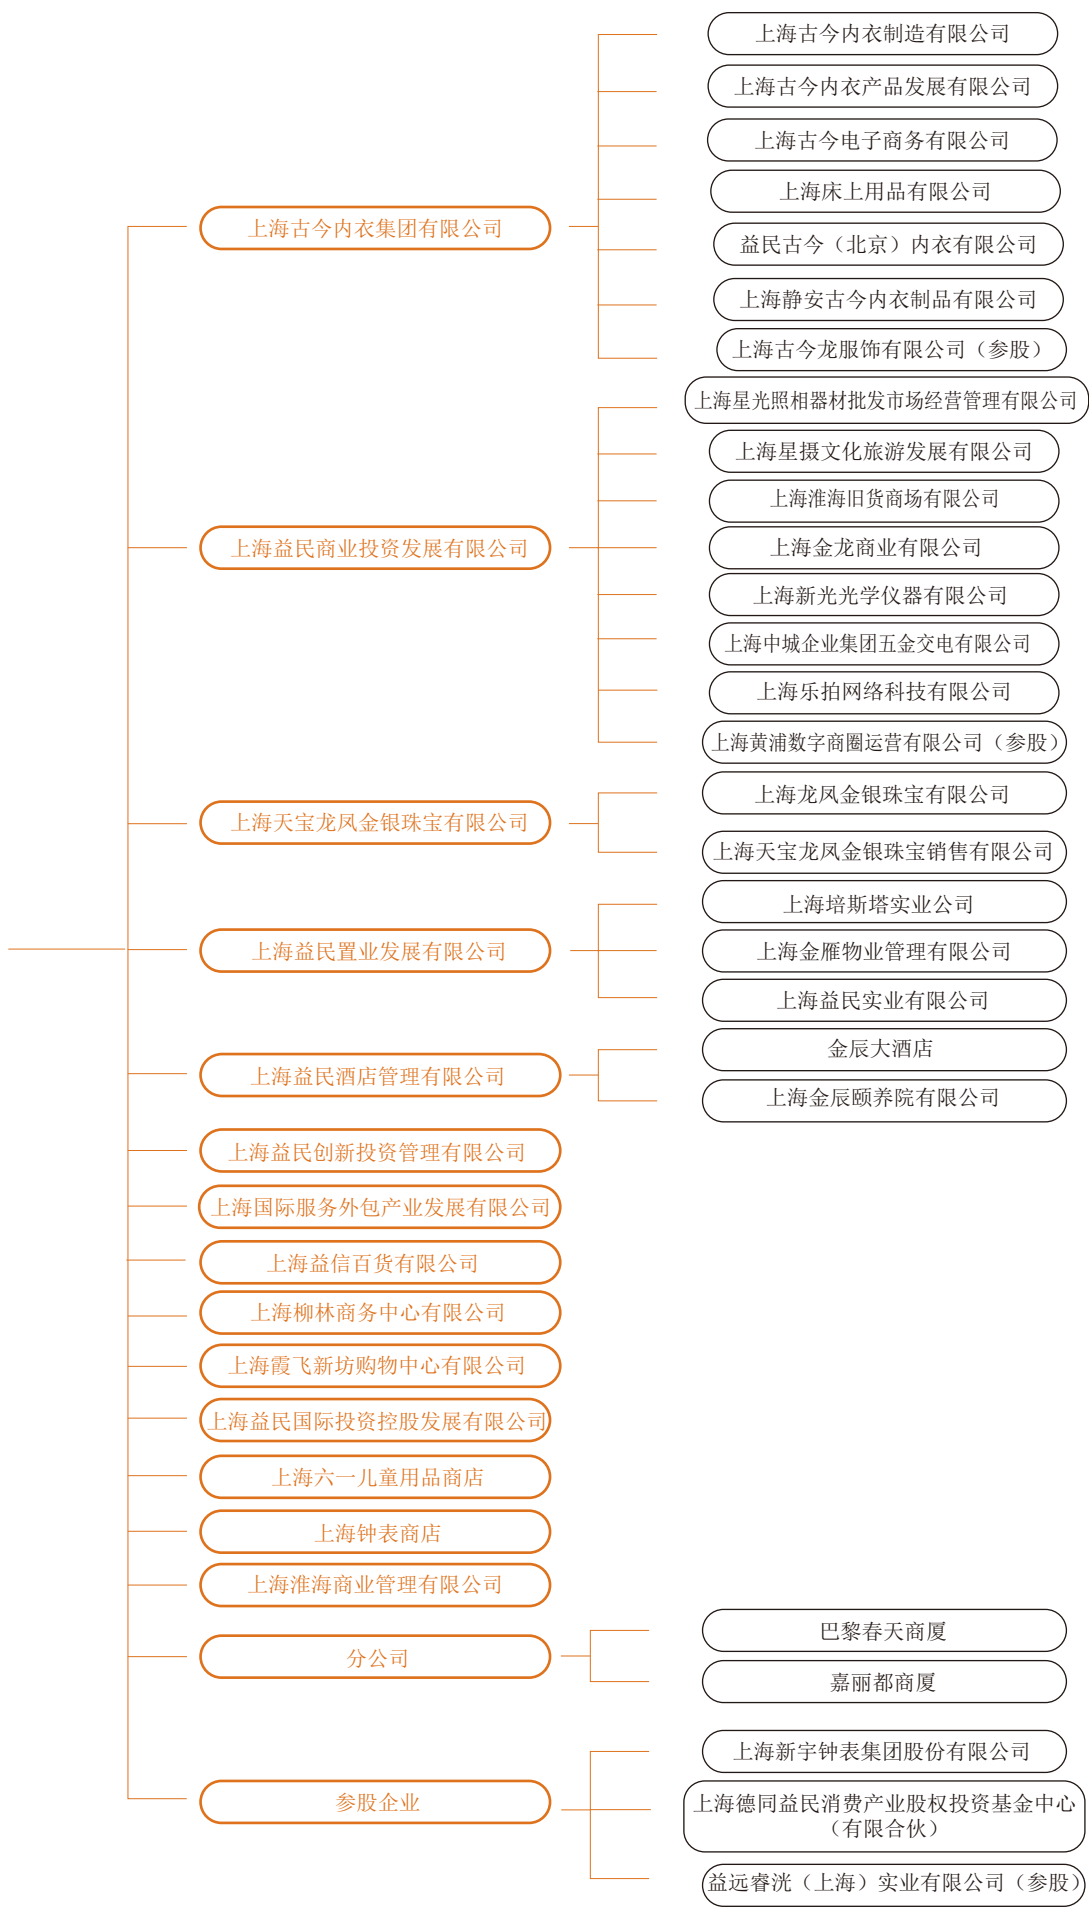 上海古今内衣集团有限公司
上海古今内衣制造有限公司
上海古今内衣产品发展有限公司
上海古今电子商务有限公司
上海床上用品有限公司
益民古今（北京）内衣有限公司
上海静安古今内衣制品有限公司
上海古今龙服饰有限公司（参股）
上海益民商业投资发展有限公司
上海星光照相器材批发市场经营管理有限公司
上海星摄文化旅游发展有限公司
上海淮海旧货商场有限公司
上海金龙商业有限公司
上海新光光学仪器有限公司
上海中城企业集团五金交电有限公司
上海乐拍网络科技有限公司
上海黄浦数字商圈运营有限公司（参股）
上海天宝龙凤金银珠宝有限公司
上海龙凤金银珠宝有限公司
上海天宝龙凤金银珠宝销售有限公司
上海益民置业发展有限公司
上海培斯塔实业公司
上海金雁物业管理有限公司
上海益民实业有限公司
上海益民酒店管理有限公司
金辰大酒店
上海金辰颐养院有限公司
上海益民创新投资管理有限公司
上海国际服务外包产业发展有限公司
上海益信百货有限公司
上海柳林商务中心有限公司
上海霞飞新坊购物中心有限公司
上海益民国际投资控股发展有限公司
上海六一儿童用品商店
上海钟表商店
上海淮海商业管理有限公司
分公司
巴黎春天商厦
嘉丽都商厦
参股企业
上海新宇钟表集团股份有限公司
上海德同益民消费产业股权投资基金中心
（有限合伙）
益远睿洸（上海）实业有限公司（参股）